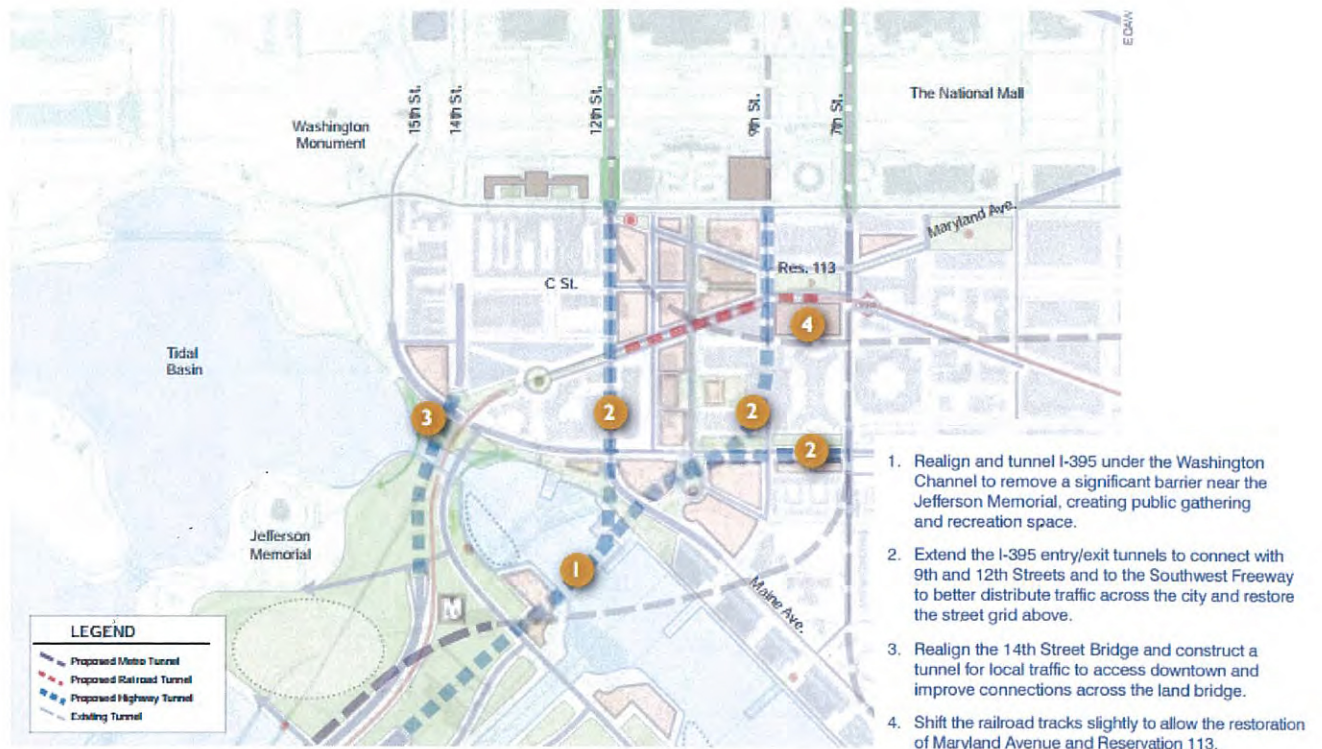 EDAW
The National Mall
15th St.
14th St.
12th St.
9th St.
7th St.
Washington
Monument
Maryland Ave.
C St.
Res. 113
4
Tidal
Basin
3
2
2
2
Jefferson
Memorial
1
M
Maine Ave.
LEGEND
Proposed Metro Tunnel
Proposed Railroad Tunnel
Proposed Highway Tunnel
Existing Tunnel
1. Realign and tunnel I-395 under the Washington
Channel to remove a significant barrier near the
Jefferson Memorial, creating public gathering
and recreation space.
2. Extend the I-395 entry/exit tunnels to connect with
9th and 12th Streets and to the Southwest Freeway
to better distribute traffic across the city and restore
the street grid above.
3. Realign the 14th Street Bridge and construct a
tunnel for local traffic to access downtown and
improve connections across the land bridge.
4. Shift the railroad tracks slightly to allow the restoration
of Maryland Avenue and Reservation 113.